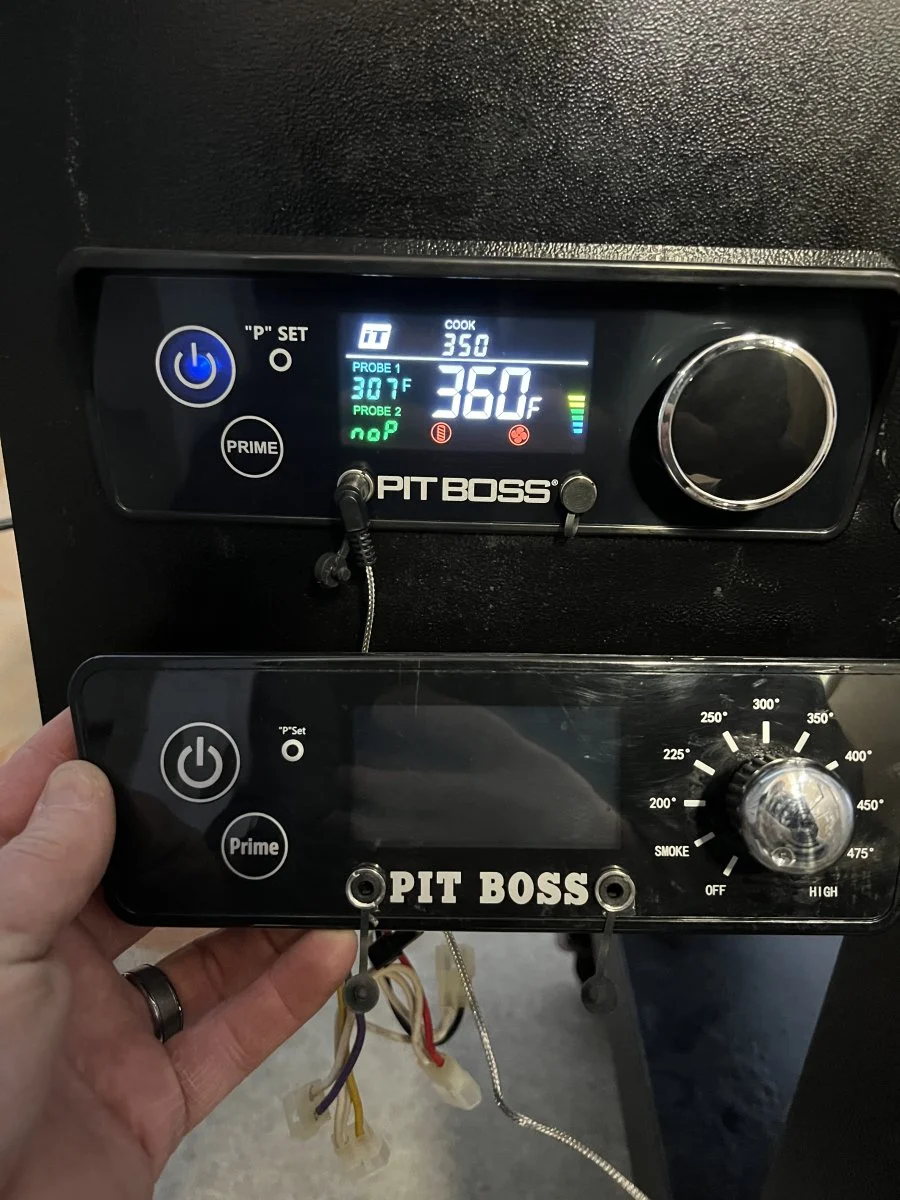 "P" SET
PRIME
iT
COOK
350
PROBE 1
307F
PROBE 2
noP
360F
PIT BOSS®
"P"Set
Prime
PIT BOSS
OFF
SMOKE
200°
225°
250°
300°
350°
400°
450°
475°
HIGH